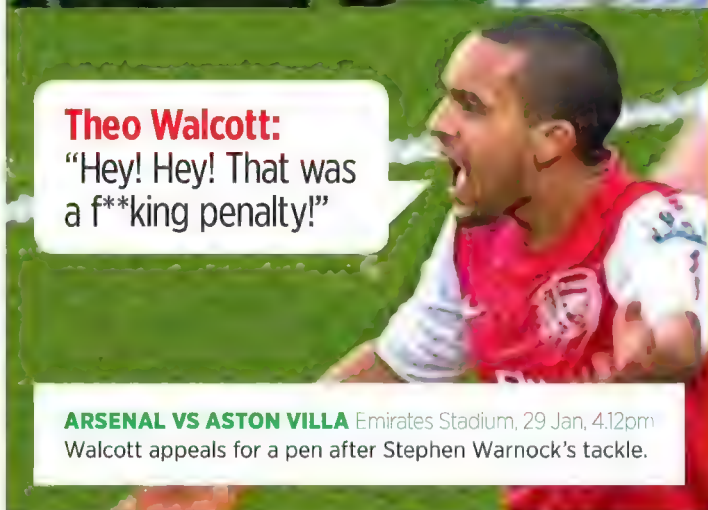 Theo Walcott:
“Hey! Hey! That was
a f**king penalty!”
ARSENAL VS ASTON VILLA Emirates Stadium, 29 Jan, 4.12pm
Walcott appeals for a pen after Stephen Warnock’s tackle.